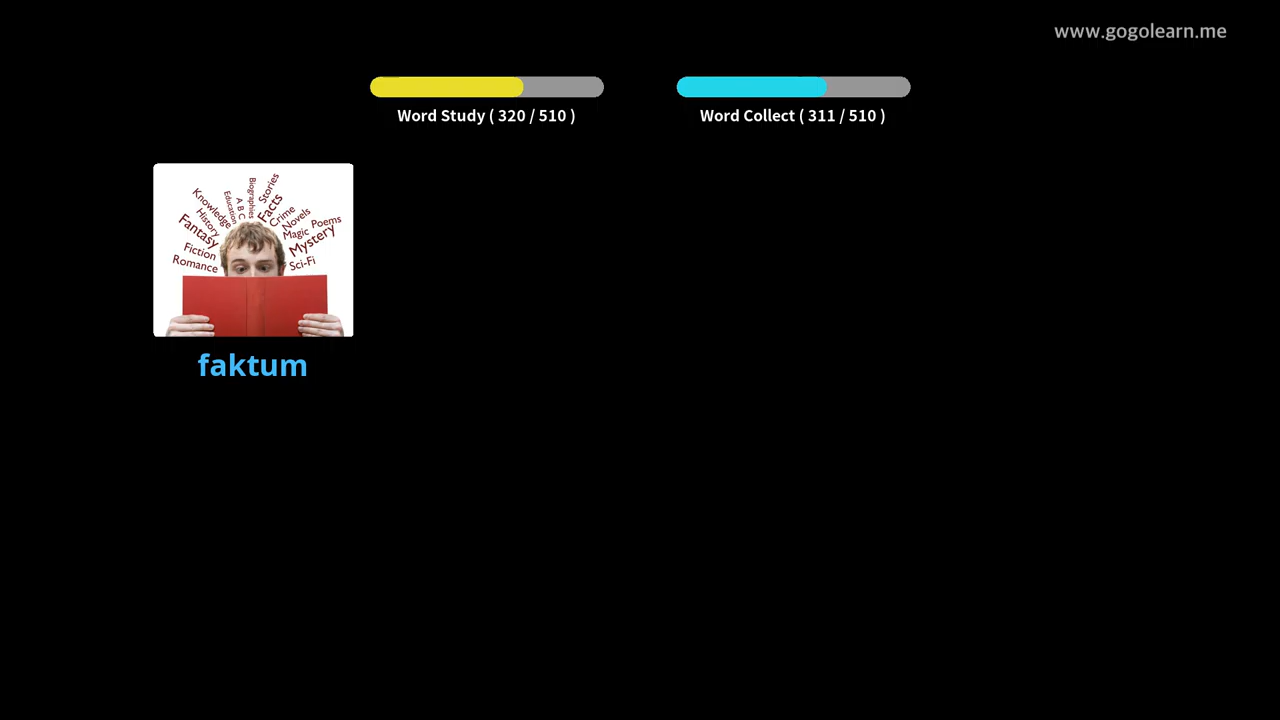 www.gogolearn.me
Word Study ( 320 / 510 )
Word Collect ( 311 / 510 )
Stories
Biographies
Facts
A B C
Education
Knowledge
Crime
History
Novels
Poems
Fantasy
Magic
Mystery
Fiction
Romance
Sci-Fi
faktum